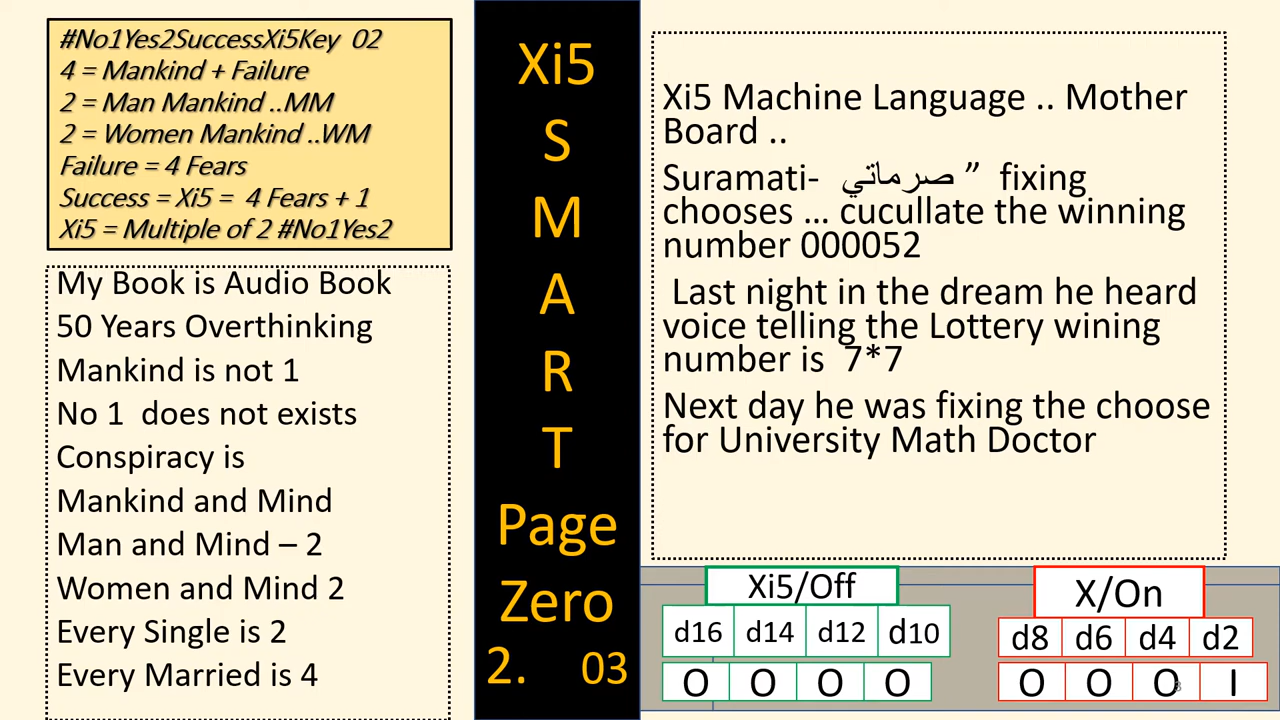 #No1Yes2SuccessXi5Key 02
4 = Mankind + Failure
2 = Man Mankind ..MM
2 = Women Mankind ..WM
Failure = 4 Fears
Success = Xi5 = 4 Fears + 1
Xi5 = Multiple of 2 #No1Yes2
My Book is Audio Book
50 Years Overthinking
Mankind is not 1
No 1 does not exists
Conspiracy is
Mankind and Mind
Man and Mind – 2
Women and Mind 2
Every Single is 2
Every Married is 4
Xi5
S
M
A
R
T
Page
Zero
2. 03
Xi5 Machine Language .. Mother
Board ..
Suramati- صرماتي ” fixing
chooses ... cucullate the winning
number 000052
Last night in the dream he heard
voice telling the Lottery wining
number is 7*7
Next day he was fixing the choose
for University Math Doctor
Xi5/Off
d16 d14 d12 d10
O O O O
X/On
d8 d6 d4 d2
O O O I
3